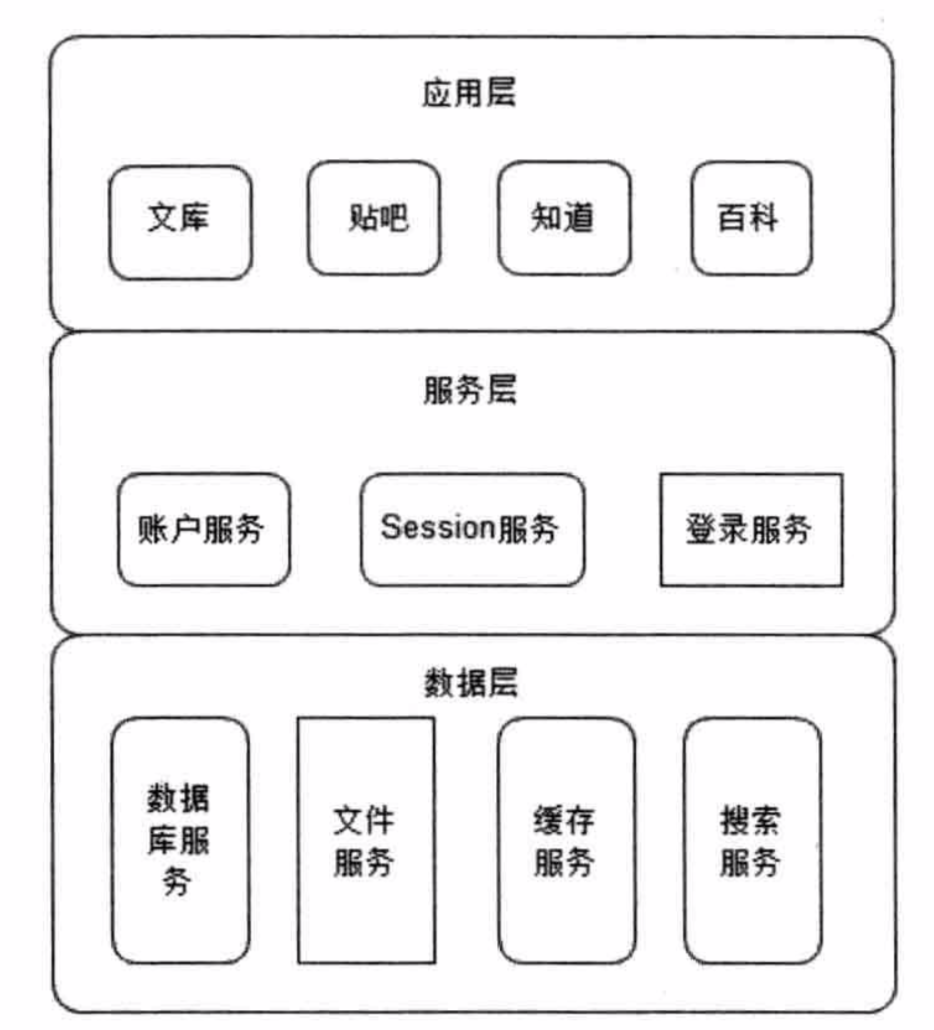 应用层
文库
贴吧
知道
百科
服务层
账户服务
Session服务
登录服务
数据层
数据
库服
务
文件
服务
缓存
服务
搜索
服务